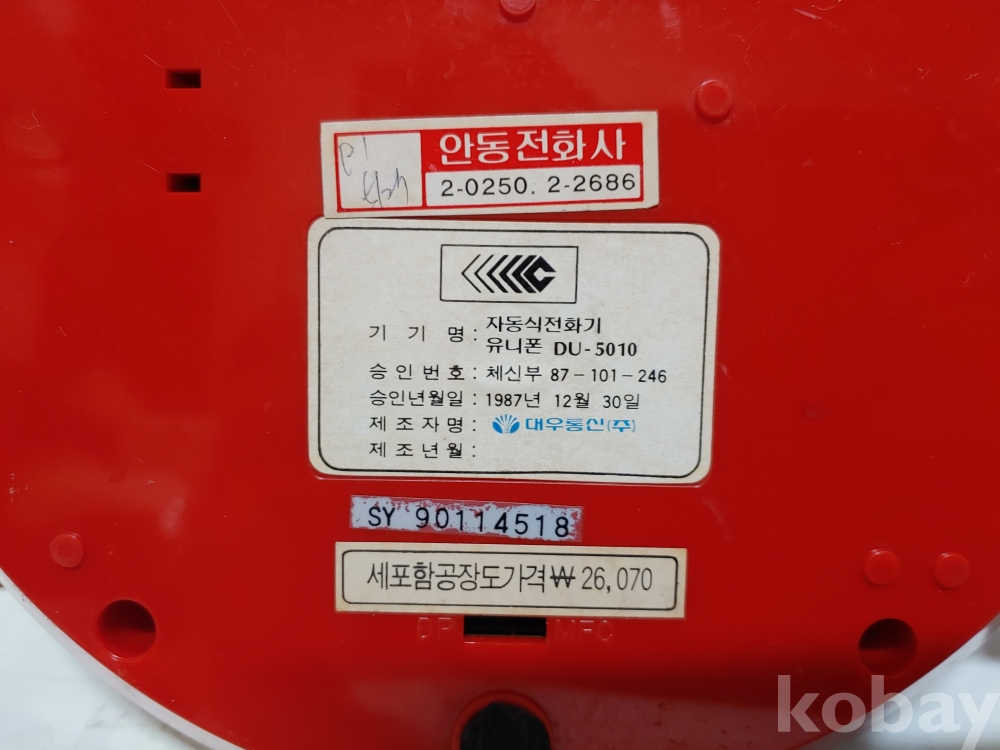 안동전화사
2-0250. 2-2686
기 기 명 : 자동식전화기
유니폰 DU-5010
승 인 번 호 : 체신부 87-101-246
승인년월일 : 1987년 12월 30일
제 조 자 명 : 대우통신(주)
제 조 년 월 :
SY 90114518
세포함공장도가격₩26,070
DP MFC
kobay